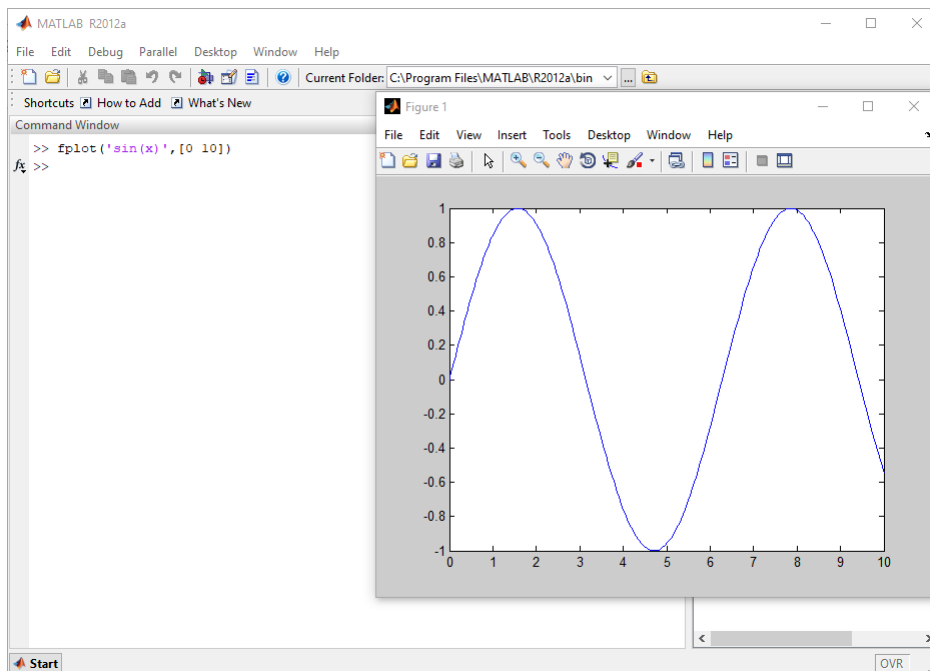 MATLAB R2012a
File Edit Debug Parallel Desktop Window Help
Current Folder: C:\Program Files\MATLAB\R2012a\bin ...
Shortcuts How to Add What's New
Command Window
>> fplot('sin(x)',[0 10])
fx >>
Figure 1
File Edit View Insert Tools Desktop Window Help
1
0.8
0.6
0.4
0.2
0
-0.2
-0.4
-0.6
-0.8
-1
0 1 2 3 4 5 6 7 8 9 10
Start
OVR